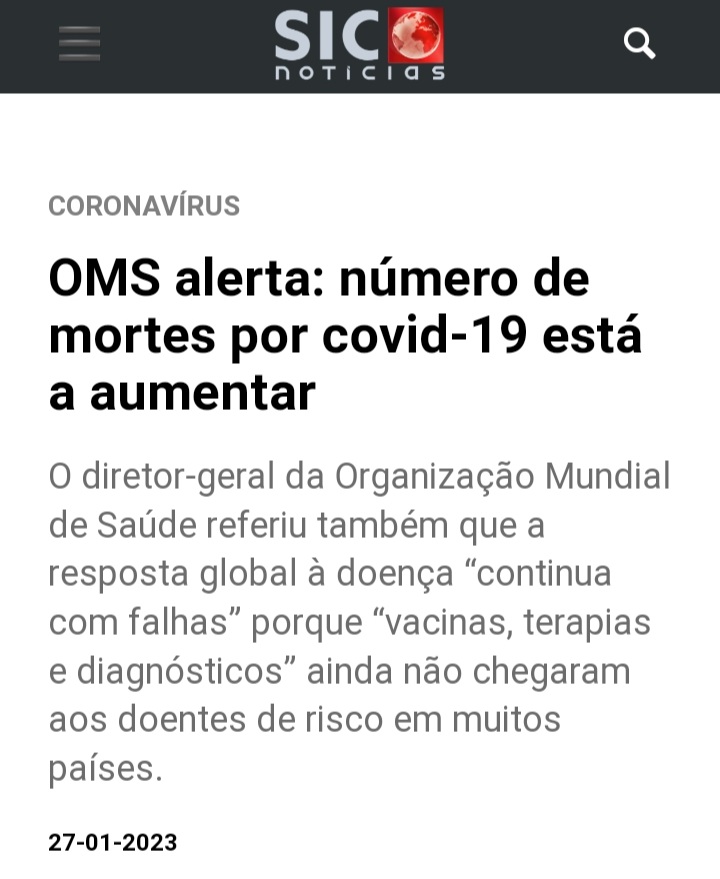 SIC
noticias
CORONAVÍRUS
OMS alerta: número de
mortes por covid-19 está
a aumentar
O diretor-geral da Organização Mundial
de Saúde referiu também que a
resposta global à doença “continua
com falhas” porque “vacinas, terapias
e diagnósticos” ainda não chegaram
aos doentes de risco em muitos
países.
27-01-2023